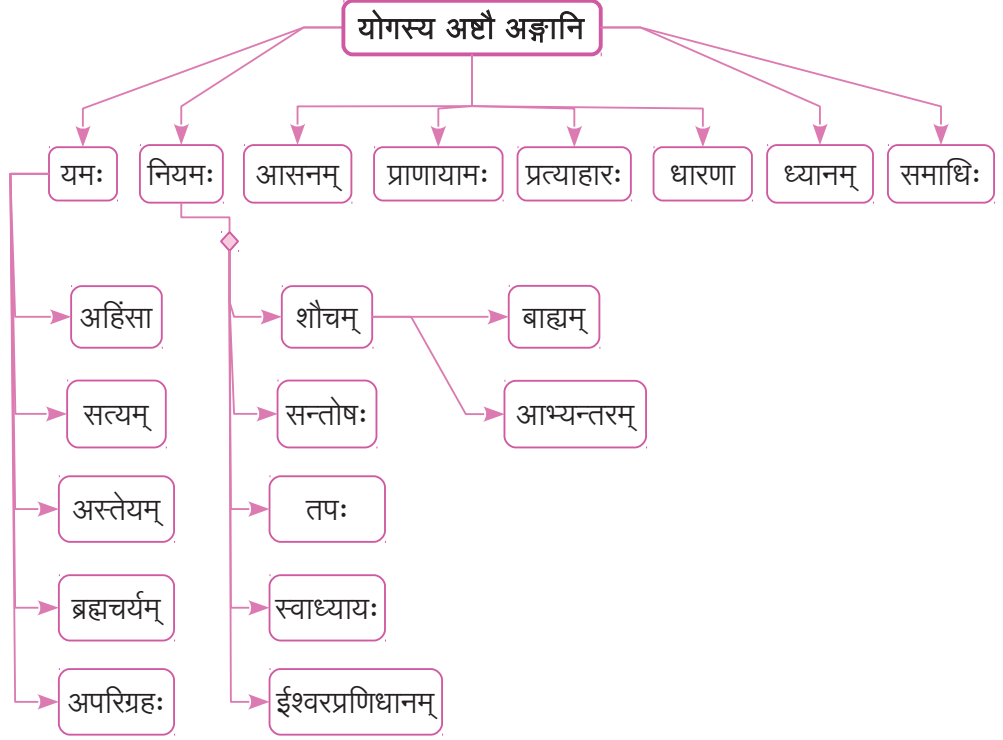 योगस्य अष्टौ अङ्गानि
यमः
नियमः
आसनम्
प्राणायामः
प्रत्याहारः
धारणा
ध्यानम्
समाधिः
अहिंसा
शौचम्
बाह्यम्
सत्यम्
सन्तोषः
आभ्यन्तरम्
अस्तेयम्
तपः
ब्रह्मचर्यम्
स्वाध्यायः
अपरिग्रहः
ईश्वरप्रणिधानम्